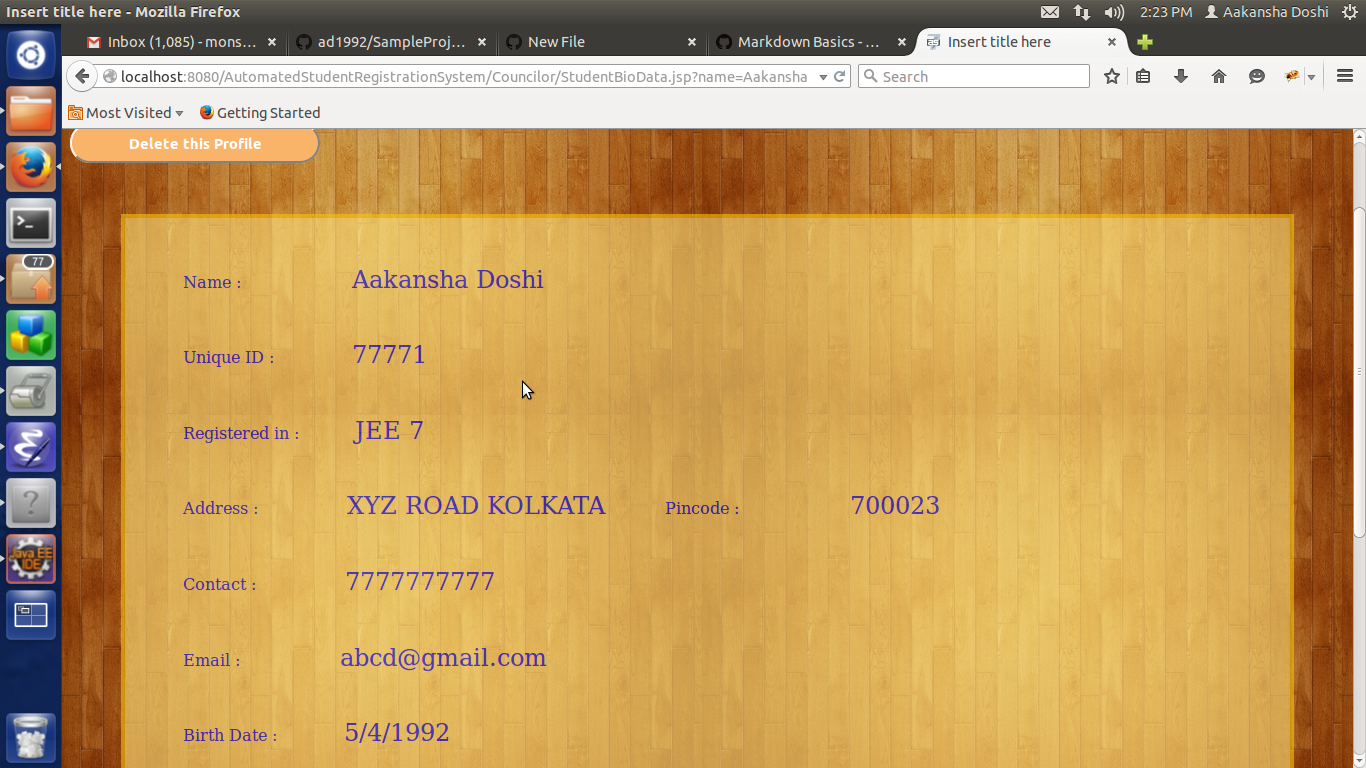 Insert title here - Mozilla Firefox 2:23 PM Aakansha Doshi
Inbox (1,085) - mons... ad1992/SampleProj... New File Markdown Basics - ... Insert title here
localhost:8080/AutomatedStudentRegistrationSystem/Councilor/StudentBioData.jsp?name=Aakansha Search
Most Visited Getting Started
Delete this Profile
Name : Aakansha Doshi
Unique ID : 77771
Registered in : JEE 7
Address : XYZ ROAD KOLKATA Pincode : 700023
Contact : 7777777777
Email : abcd@gmail.com
Birth Date : 5/4/1992
77
Java EE
IDE